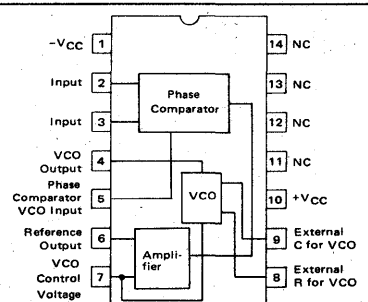 -VCC 1
Input 2
Input 3
VCO
Output 4
Phase
Comparator
VCO Input 5
Reference
Output 6
VCO
Control
Voltage 7
Phase
Comparator
VCO
Ampli-
fier
14 NC
13 NC
12 NC
11 NC
10 +VCC
9 External
C for VCO
8 External
R for VCO